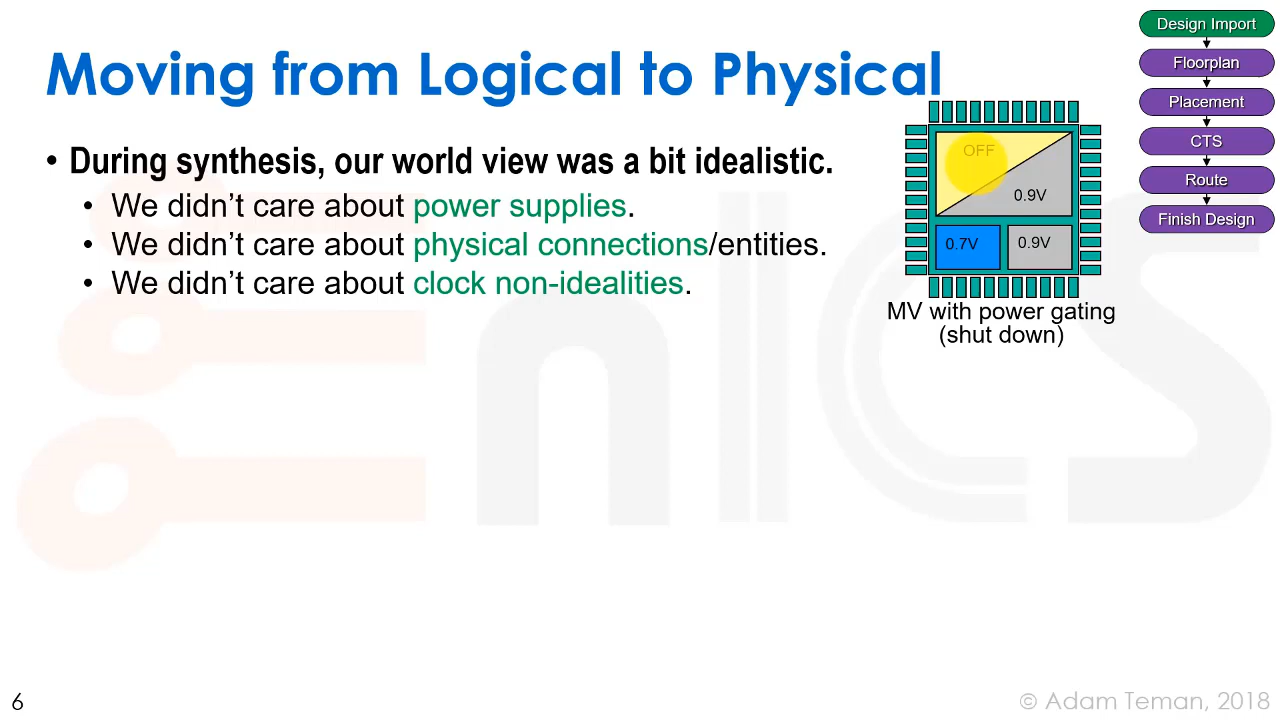 Moving from Logical to Physical
• During synthesis, our world view was a bit idealistic.
• We didn’t care about power supplies.
• We didn’t care about physical connections/entities.
• We didn’t care about clock non-idealities.
OFF
0.9V
0.7V
0.9V
MV with power gating
(shut down)
Design Import
Floorplan
Placement
CTS
Route
Finish Design
EnICS
6
© Adam Teman, 2018